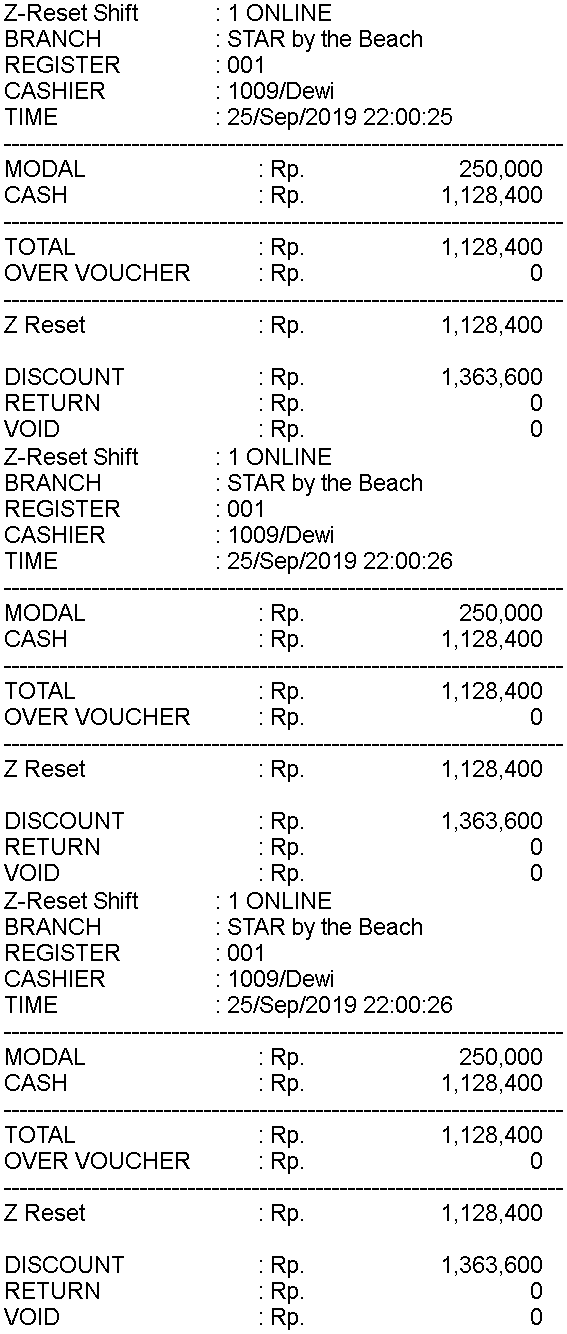 Z-Reset Shift : 1 ONLINE
BRANCH : STAR by the Beach
REGISTER : 001
CASHIER : 1009/Dewi
TIME : 25/Sep/2019 22:00:25
--------------------------------------------------------------------------------
MODAL : Rp. 250,000
CASH : Rp. 1,128,400
--------------------------------------------------------------------------------
TOTAL : Rp. 1,128,400
OVER VOUCHER : Rp. 0
--------------------------------------------------------------------------------
Z Reset : Rp. 1,128,400
DISCOUNT : Rp. 1,363,600
RETURN : Rp. 0
VOID : Rp. 0
Z-Reset Shift : 1 ONLINE
BRANCH : STAR by the Beach
REGISTER : 001
CASHIER : 1009/Dewi
TIME : 25/Sep/2019 22:00:26
--------------------------------------------------------------------------------
MODAL : Rp. 250,000
CASH : Rp. 1,128,400
--------------------------------------------------------------------------------
TOTAL : Rp. 1,128,400
OVER VOUCHER : Rp. 0
--------------------------------------------------------------------------------
Z Reset : Rp. 1,128,400
DISCOUNT : Rp. 1,363,600
RETURN : Rp. 0
VOID : Rp. 0
Z-Reset Shift : 1 ONLINE
BRANCH : STAR by the Beach
REGISTER : 001
CASHIER : 1009/Dewi
TIME : 25/Sep/2019 22:00:26
--------------------------------------------------------------------------------
MODAL : Rp. 250,000
CASH : Rp. 1,128,400
--------------------------------------------------------------------------------
TOTAL : Rp. 1,128,400
OVER VOUCHER : Rp. 0
--------------------------------------------------------------------------------
Z Reset : Rp. 1,128,400
DISCOUNT : Rp. 1,363,600
RETURN : Rp. 0
VOID : Rp. 0